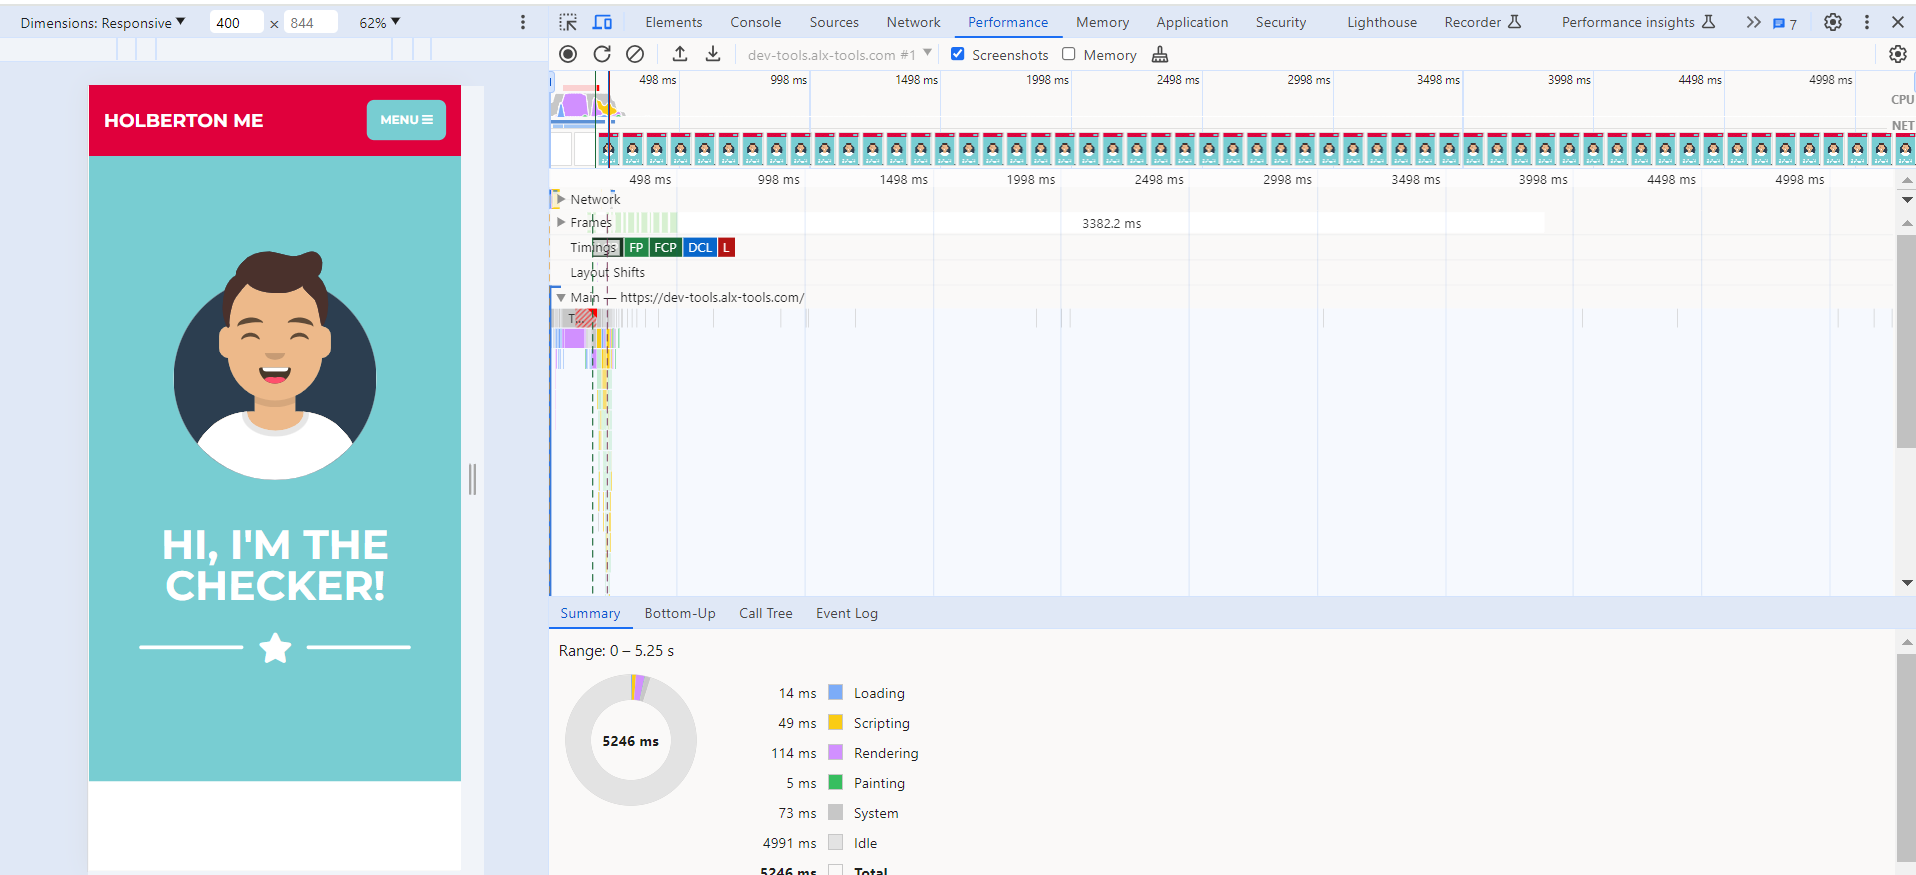 Dimensions: Responsive ▼ 400 × 844 62% ▼
Elements Console Sources Network Performance Memory Application Security Lighthouse Recorder Performance insights 7
dev-tools.alx-tools.com #1 ▼ Screenshots Memory
HOLBERTON ME
MENU
HI, I'M THE
CHECKER!
498 ms 998 ms 1498 ms 1998 ms 2498 ms 2998 ms 3498 ms 3998 ms 4498 ms 4998 ms
CPU
NET
498 ms 998 ms 1498 ms 1998 ms 2498 ms 2998 ms 3498 ms 3998 ms 4498 ms 4998 ms
Network
Frames 3382.2 ms
Timings FP FCP DCL L
Layout Shifts
Main — https://dev-tools.alx-tools.com/
T...
Summary Bottom-Up Call Tree Event Log
Range: 0 – 5.25 s
5246 ms
14 ms Loading
49 ms Scripting
114 ms Rendering
5 ms Painting
73 ms System
4991 ms Idle
5246 ms Total